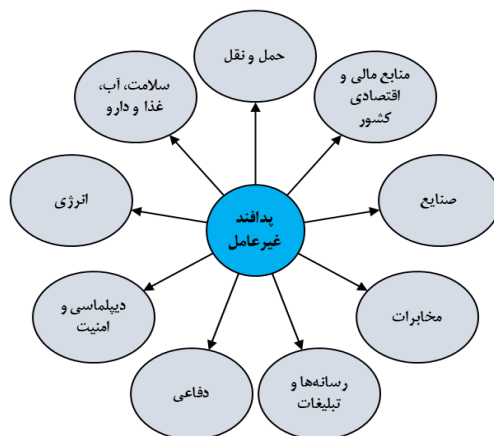 حمل و نقل
منابع مالی و
اقتصادی
کشور
صنایع
مخابرات
رسانه‌ها و
تبلیغات
دفاعی
دیپلماسی و
امنیت
انرژی
سلامت، آب،
غذا و دارو
پدافند
غیرعامل